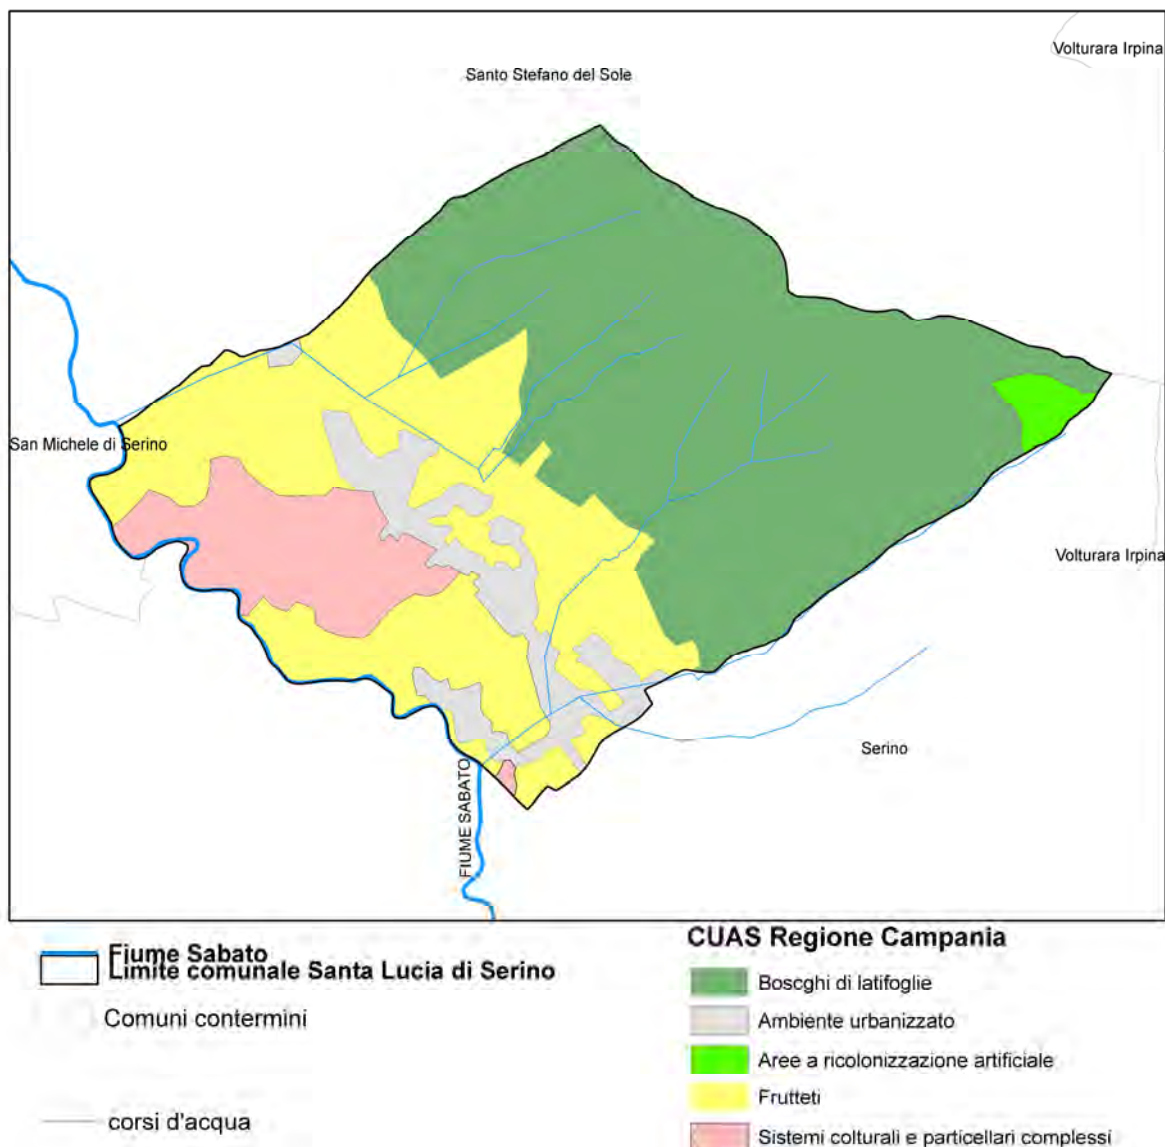 Volturara Irpina
Santo Stefano del Sole
San Michele di Serino
Volturara Irpina
Serino
FIUME SABATO
Fiume Sabato
Limite comunale Santa Lucia di Serino
Comuni contermini
corsi d'acqua
CUAS Regione Campania
Boscghi di latifoglie
Ambiente urbanizzato
Aree a ricolonizzazione artificiale
Frutteti
Sistemi colturali e particellari complessi